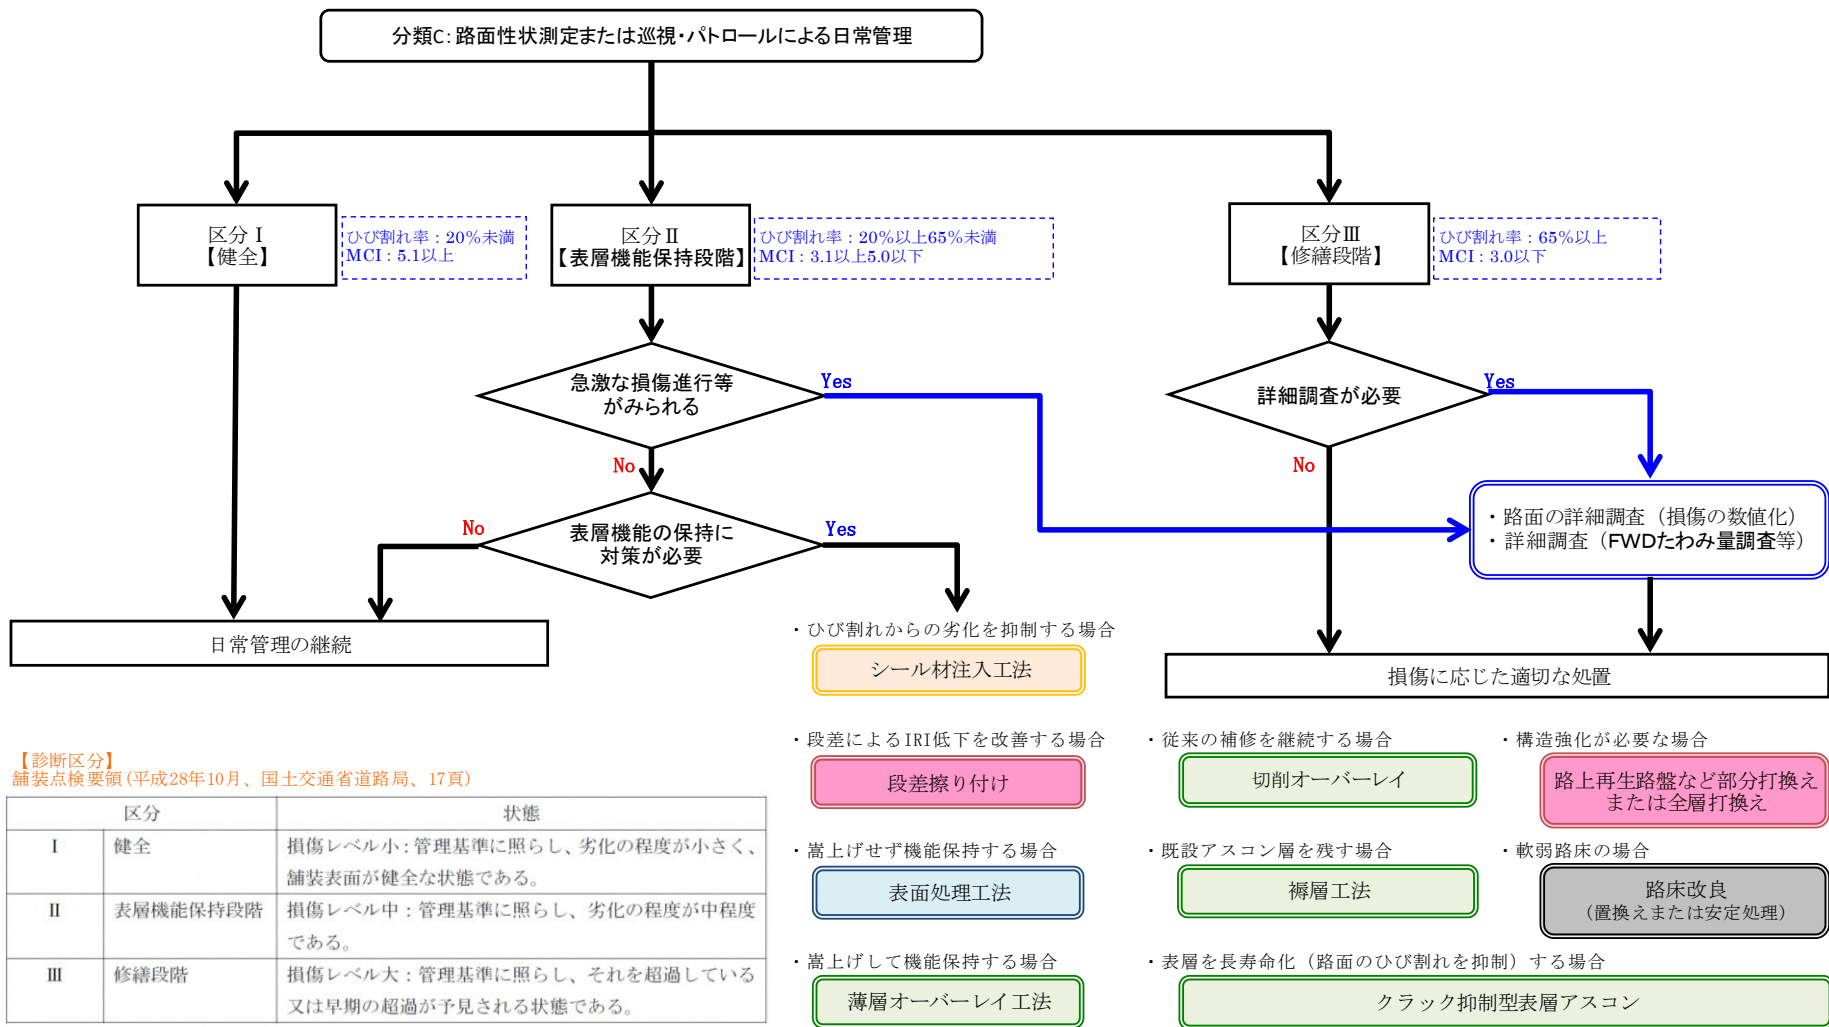 分類C：路面性状測定または巡視・パトロールによる日常管理
区分Ⅰ
【健全】
ひび割れ率：20%未満
MCI：5.1以上
区分Ⅱ
【表層機能保持段階】
ひび割れ率：20%以上65%未満
MCI：3.1以上5.0以下
区分Ⅲ
【修繕段階】
ひび割れ率：65%以上
MCI：3.0以下
急激な損傷進行等
がみられる
Yes
No
詳細調査が必要
Yes
No
表層機能の保持に
対策が必要
No
Yes
・路面の詳細調査（損傷の数値化）
・詳細調査（FWDたわみ量調査等）
日常管理の継続
・ひび割れからの劣化を抑制する場合
シール材注入工法
損傷に応じた適切な処置
・段差によるIRI低下を改善する場合
段差擦り付け
・従来の補修を継続する場合
切削オーバーレイ
・構造強化が必要な場合
路上再生路盤など部分打換え
または全層打換え
・嵩上げせず機能保持する場合
表面処理工法
・既設アスコン層を残す場合
褥層工法
・軟弱路床の場合
路床改良
（置換えまたは安定処理）
・嵩上げして機能保持する場合
薄層オーバーレイ工法
・表層を長寿命化（路面のひび割れを抑制）する場合
クラック抑制型表層アスコン
【診断区分】
舗装点検要領(平成28年10月、国土交通省道路局、17頁)
区分 状態
Ⅰ 健全 損傷レベル小：管理基準に照らし、劣化の程度が小さく、
舗装表面が健全な状態である。
Ⅱ 表層機能保持段階 損傷レベル中：管理基準に照らし、劣化の程度が中程度
である。
Ⅲ 修繕段階 損傷レベル大：管理基準に照らし、それを超過している
又は早期の超過が予見される状態である。